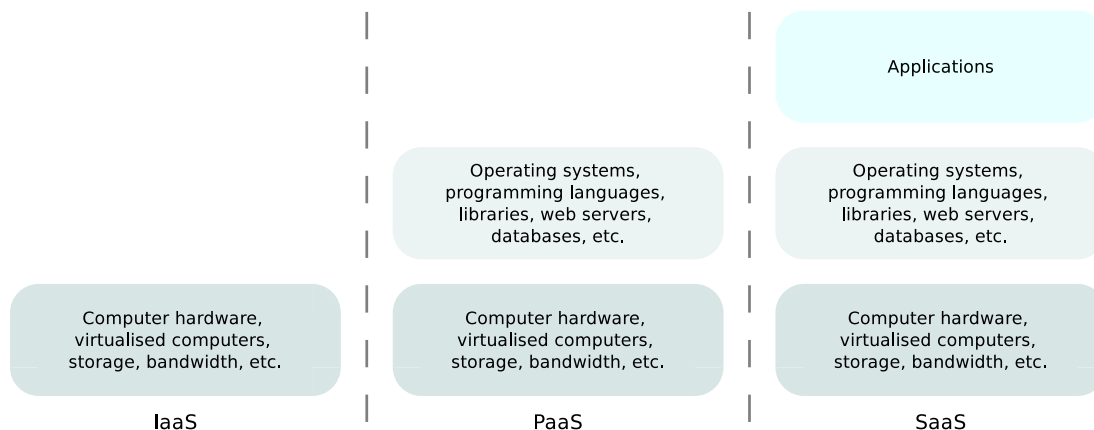 Applications
Operating systems,
programming languages,
libraries, web servers,
databases, etc.
Operating systems,
programming languages,
libraries, web servers,
databases, etc.
Computer hardware,
virtualised computers,
storage, bandwidth, etc.
Computer hardware,
virtualised computers,
storage, bandwidth, etc.
Computer hardware,
virtualised computers,
storage, bandwidth, etc.
IaaS
PaaS
SaaS